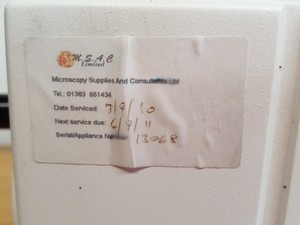 M.S.A.C
Limited
Microscopy Supplies And Consultants Ltd
Tel.: 01383 851434
Date Serviced: 7/9/10
Next service due: 6/9/11
Serial/Appliance Number 13068